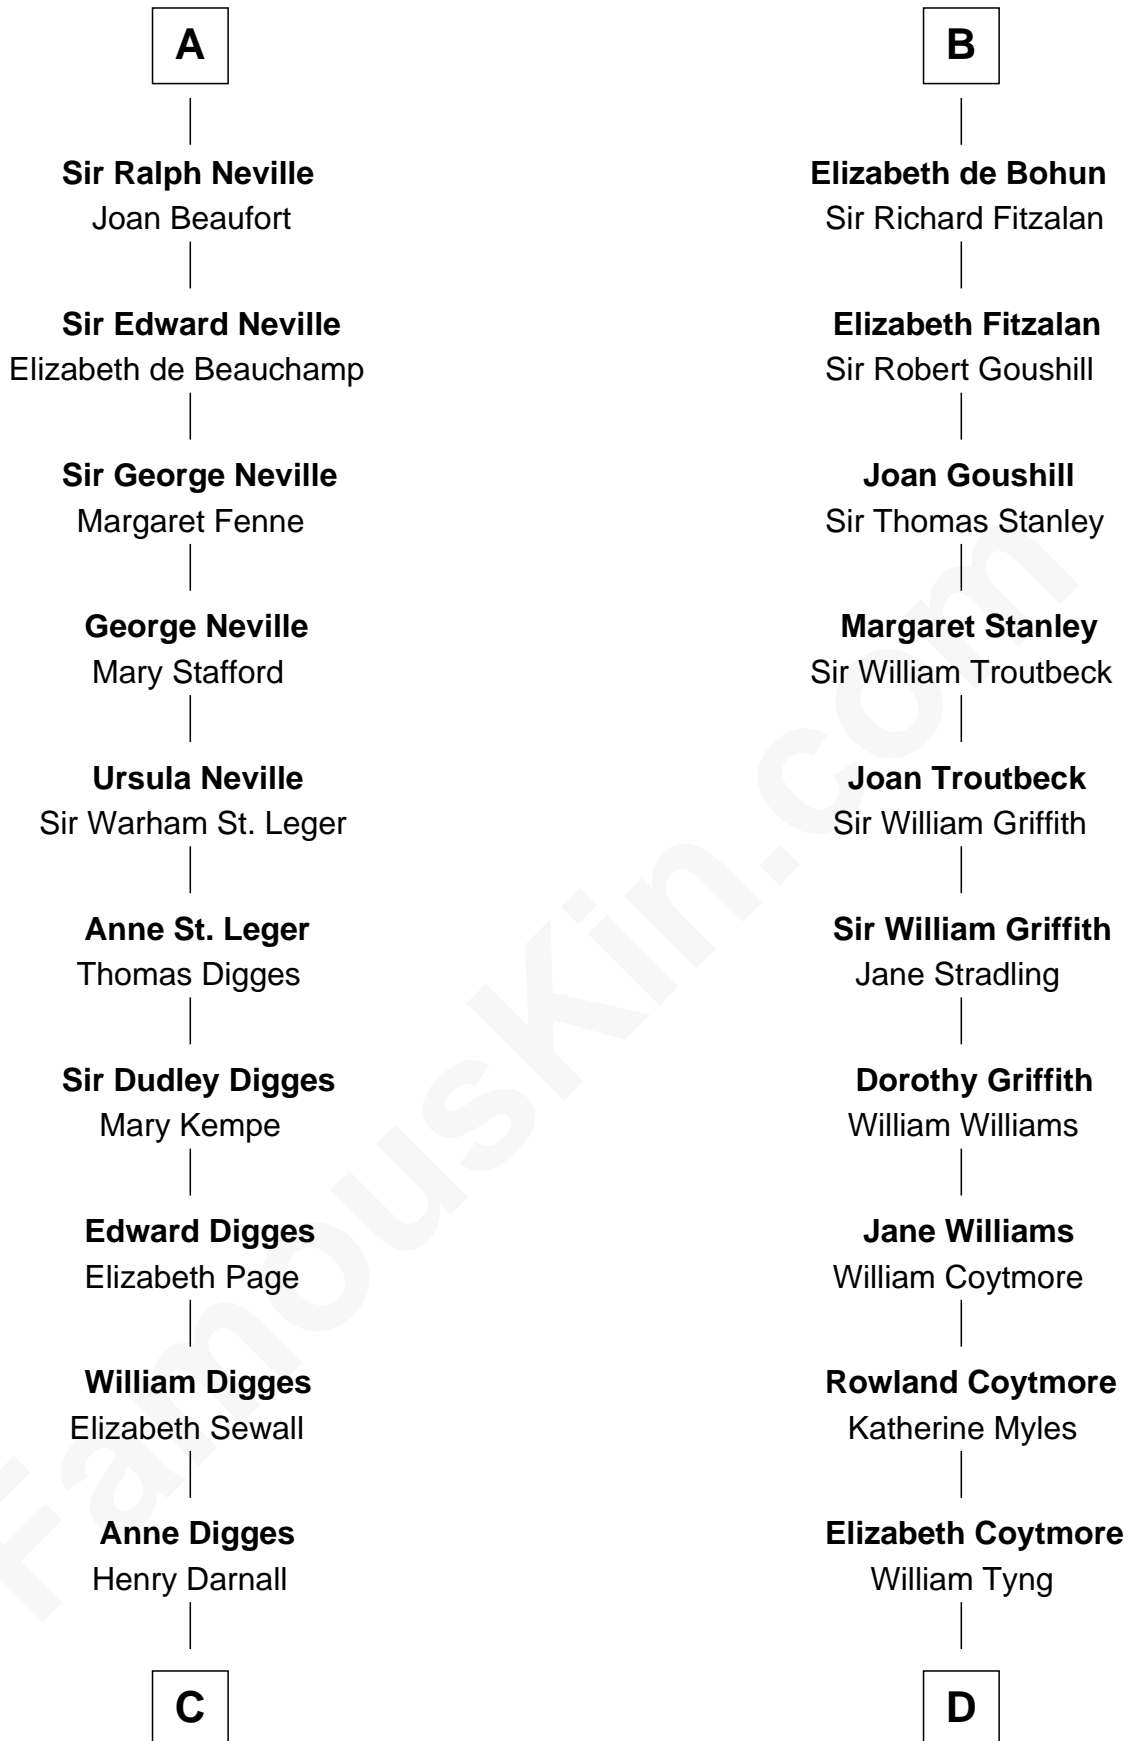 A
Sir Ralph Neville
Joan Beaufort
Sir Edward Neville
Elizabeth de Beauchamp
Sir George Neville
Margaret Fenne
George Neville
Mary Stafford
Ursula Neville
Sir Warham St. Leger
Anne St. Leger
Thomas Digges
Sir Dudley Digges
Mary Kempe
Edward Digges
Elizabeth Page
William Digges
Elizabeth Sewall
Anne Digges
Henry Darnall
C
B
Elizabeth de Bohun
Sir Richard Fitzalan
Elizabeth Fitzalan
Sir Robert Goushill
Joan Goushill
Sir Thomas Stanley
Margaret Stanley
Sir William Troutbeck
Joan Troutbeck
Sir William Griffith
Sir William Griffith
Jane Stradling
Dorothy Griffith
William Williams
Jane Williams
William Coytmore
Rowland Coytmore
Katherine Myles
Elizabeth Coytmore
William Tyng
D
FamousKin.com